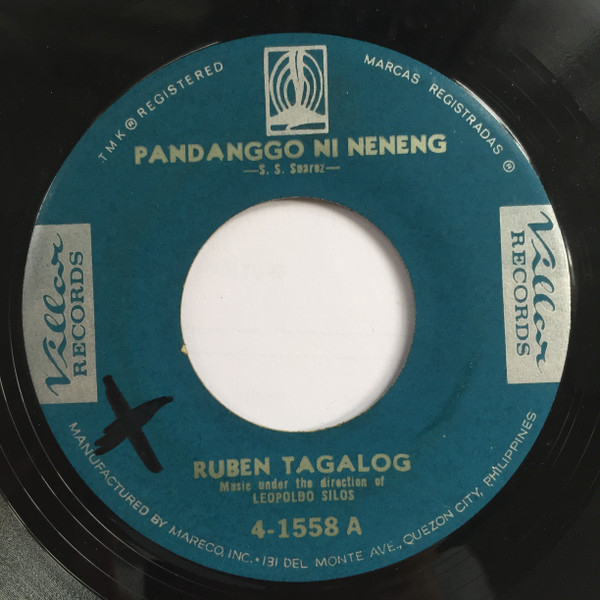 TMK ® REGISTERED
MARCAS REGISTRADAS ®
PANDANGGO NI NENENG
—S. S. Suarez—
Villar
RECORDS
Villar
RECORDS
RUBEN TAGALOG
Music under the direction of
LEOPOLDO SILOS
4-1558 A
MANUFACTURED BY MARECO, INC. • 131 DEL MONTE AVE., QUEZON CITY, PHILIPPINES